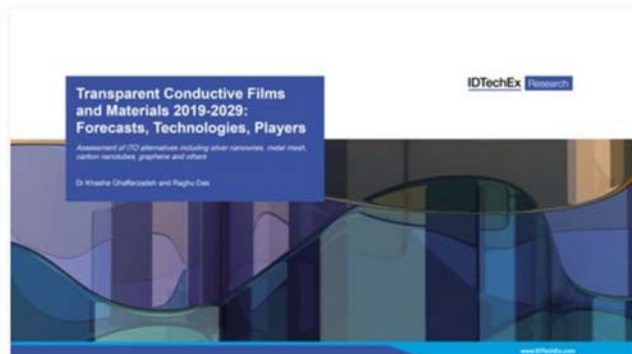 Transparent Conductive Films
and Materials 2019-2029:
Forecasts, Technologies, Players
Assessment of ITO alternatives including silver nanowires, metal mesh,
carbon nanotubes, graphene and others
Dr Khasha Ghaffarzadeh and Raghu Das
IDTechEx Research
www.IDTechEx.com